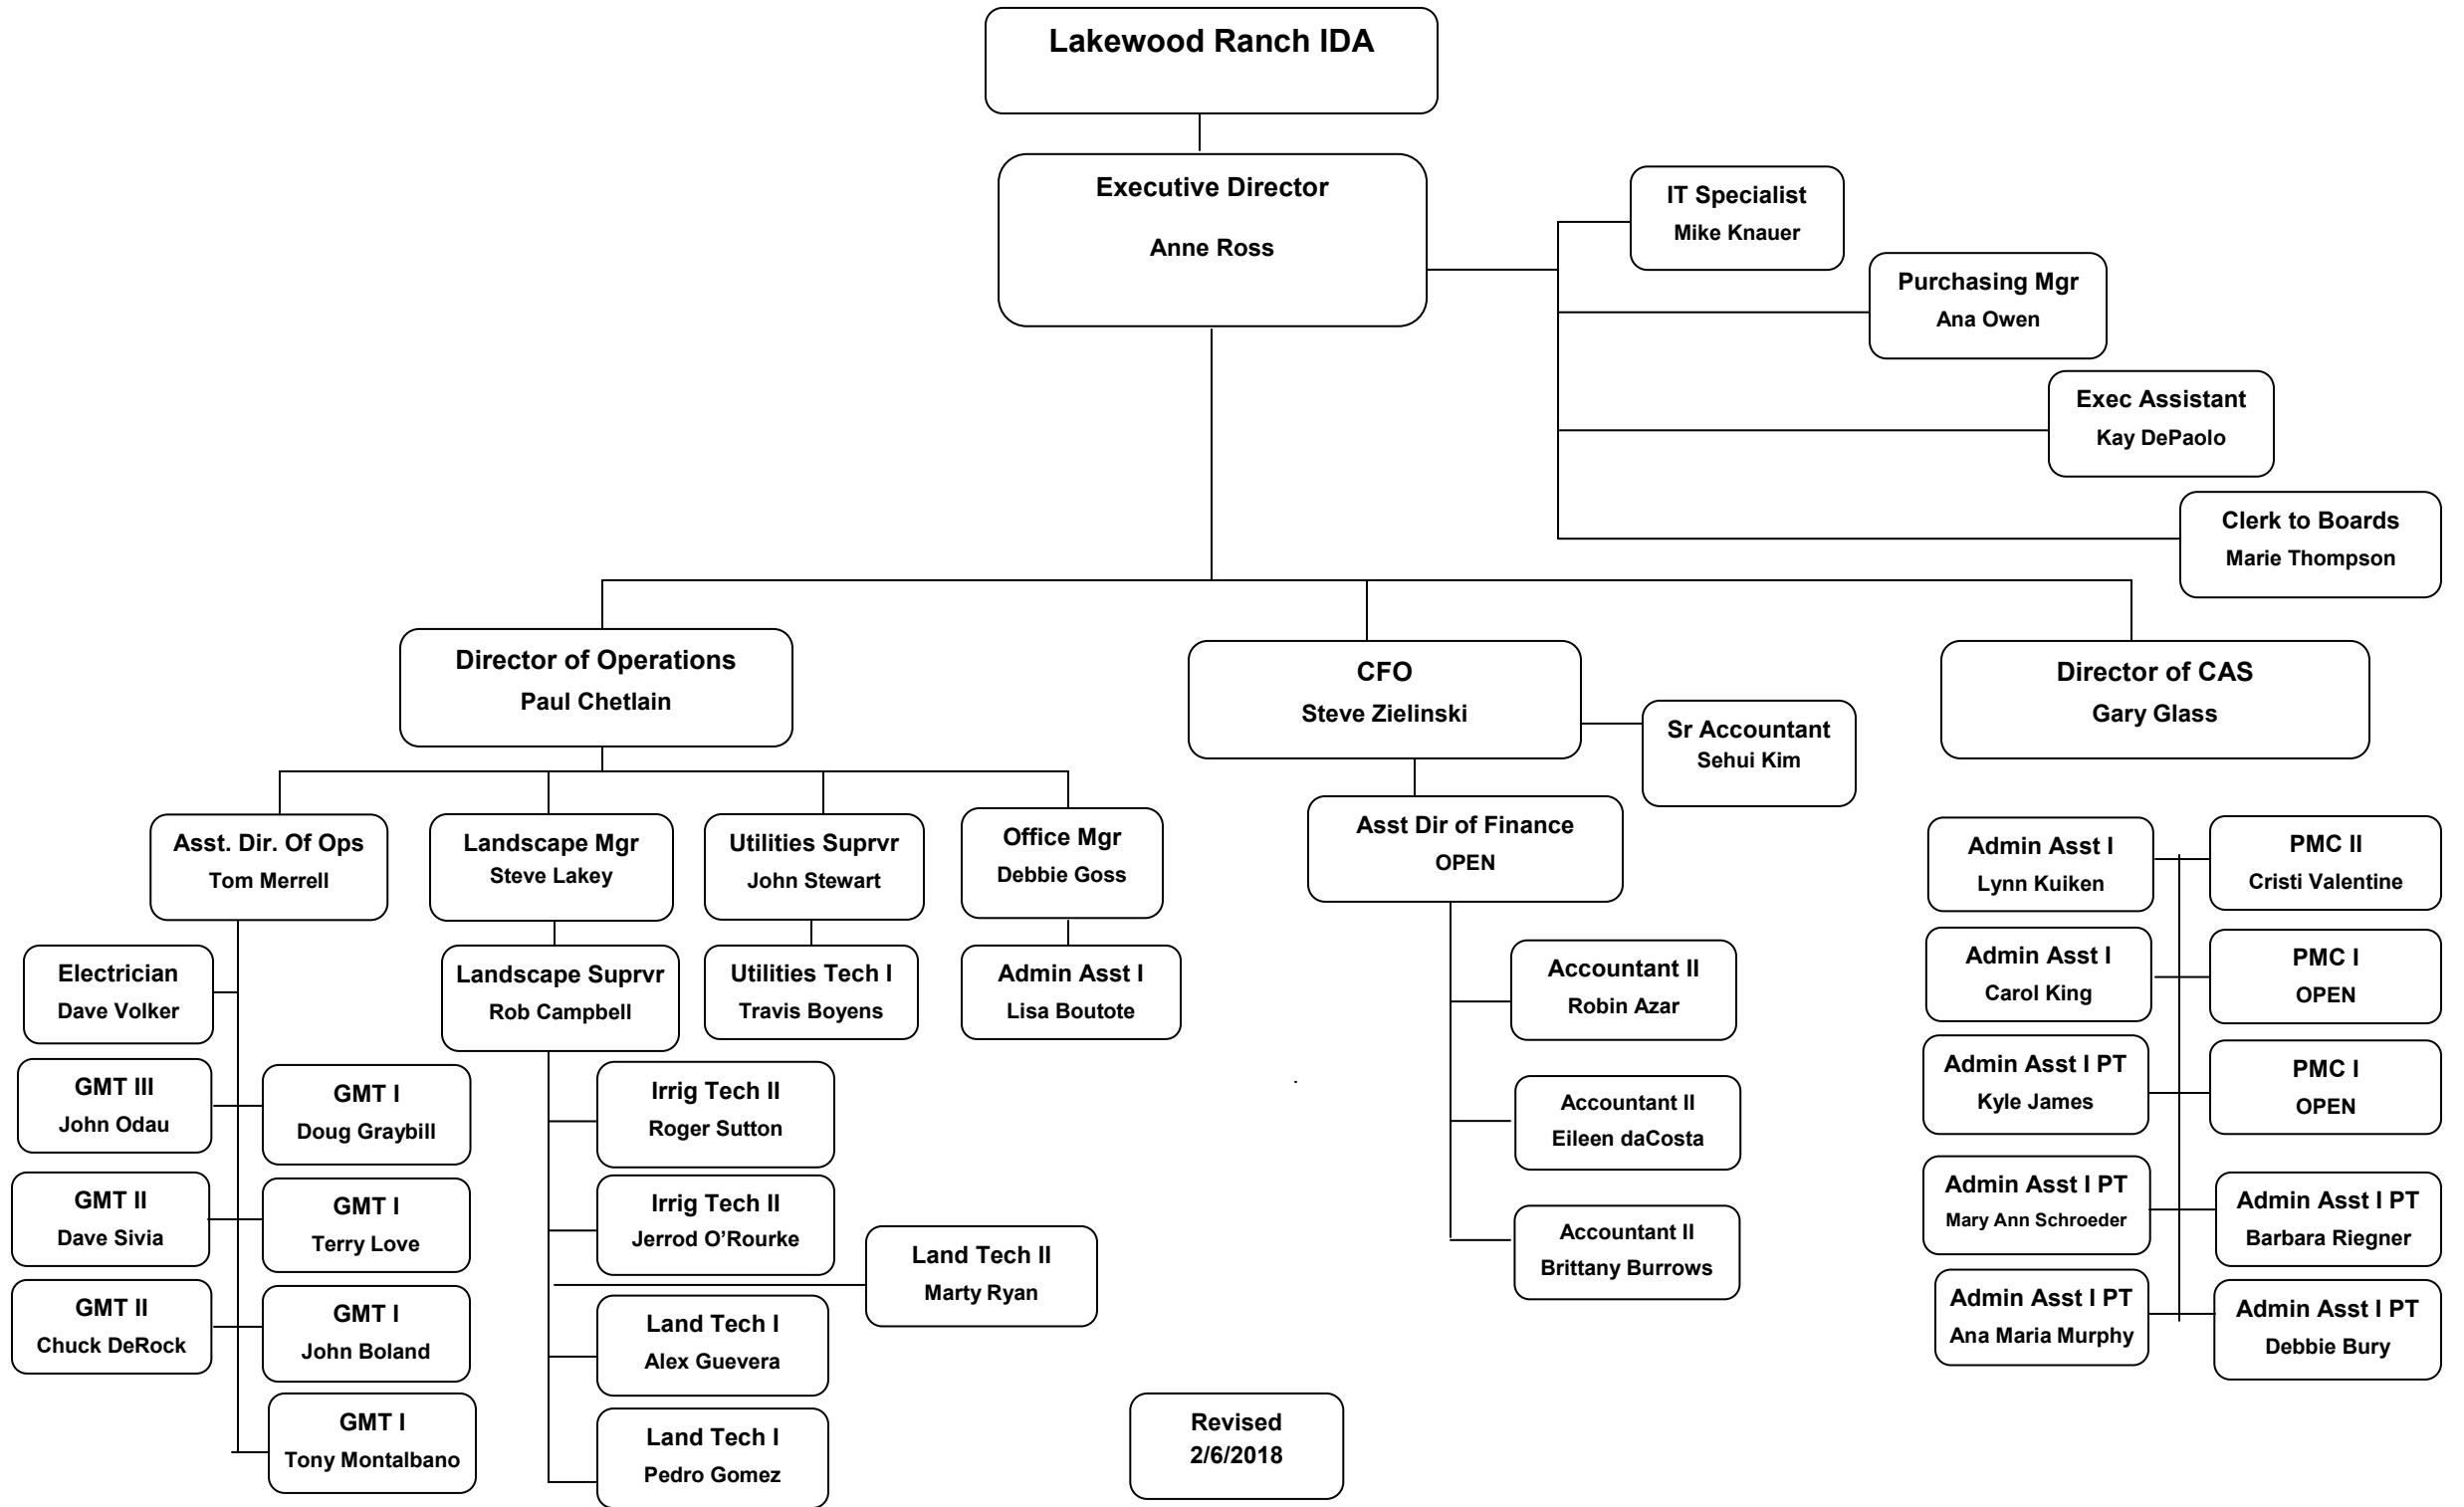 Lakewood Ranch IDA
Executive Director
Anne Ross
IT Specialist
Mike Knauer
Purchasing Mgr
Ana Owen
Exec Assistant
Kay DePaolo
Clerk to Boards
Marie Thompson
Director of Operations
Paul Chetlain
CFO
Steve Zielinski
Sr Accountant
Sehui Kim
Director of CAS
Gary Glass
Asst. Dir. Of Ops
Tom Merrell
Landscape Mgr
Steve Lakey
Utilities Suprvr
John Stewart
Office Mgr
Debbie Goss
Asst Dir of Finance
OPEN
Admin Asst I
Lynn Kuiken
PMC II
Cristi Valentine
Electrician
Dave Volker
Landscape Suprvr
Rob Campbell
Utilities Tech I
Travis Boyens
Admin Asst I
Lisa Boutote
Accountant II
Robin Azar
Admin Asst I
Carol King
PMC I
OPEN
GMT III
John Odau
GMT I
Doug Graybill
Irrig Tech II
Roger Sutton
Accountant II
Eileen daCosta
Admin Asst I PT
Kyle James
PMC I
OPEN
GMT II
Dave Sivia
GMT I
Terry Love
Irrig Tech II
Jerrod O’Rourke
Land Tech II
Marty Ryan
Accountant II
Brittany Burrows
Admin Asst I PT
Mary Ann Schroeder
Admin Asst I PT
Barbara Riegner
GMT II
Chuck DeRock
GMT I
John Boland
Land Tech I
Alex Guevera
Admin Asst I PT
Ana Maria Murphy
Admin Asst I PT
Debbie Bury
GMT I
Tony Montalbano
Land Tech I
Pedro Gomez
Revised
2/6/2018